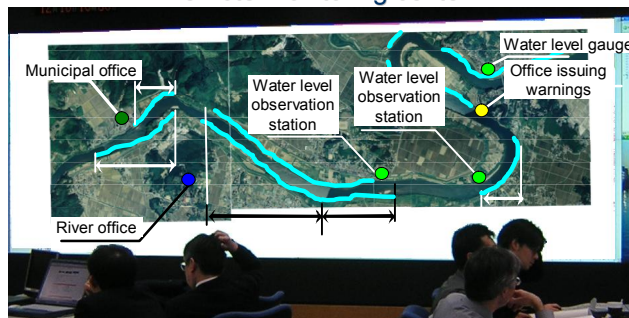 Municipal office
Water level
observation
station
Water level
observation
station
Water level gauge
Office issuing
warnings
River office